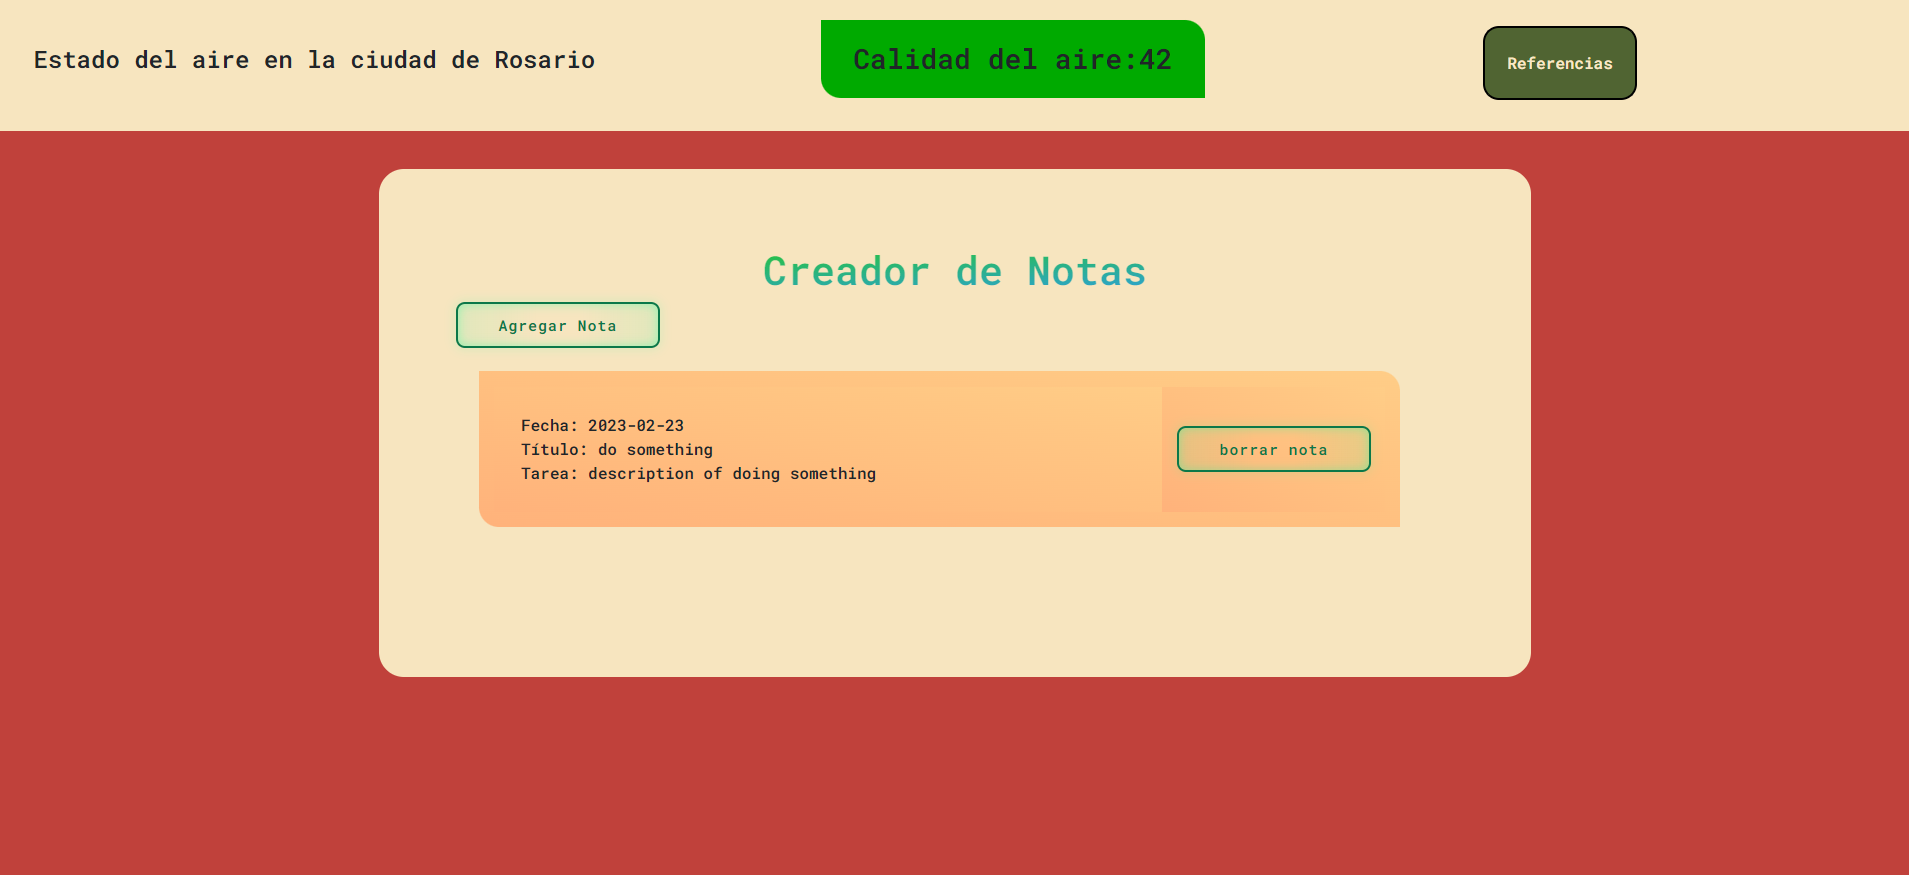 Estado del aire en la ciudad de Rosario
Calidad del aire:42
Referencias
Creador de Notas
Agregar Nota
Fecha: 2023-02-23
Título: do something
Tarea: description of doing something
borrar nota